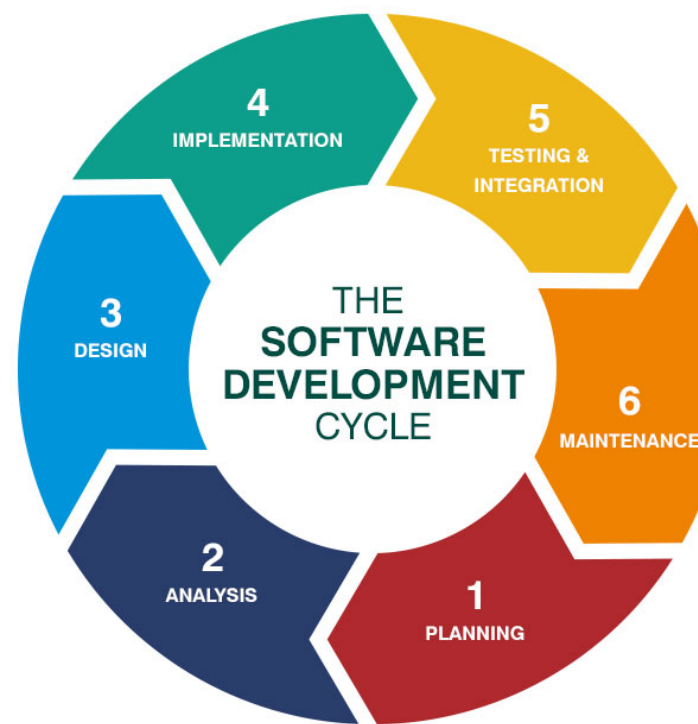 THE
SOFTWARE
DEVELOPMENT
CYCLE
1
PLANNING
2
ANALYSIS
3
DESIGN
4
IMPLEMENTATION
5
TESTING &
INTEGRATION
6
MAINTENANCE